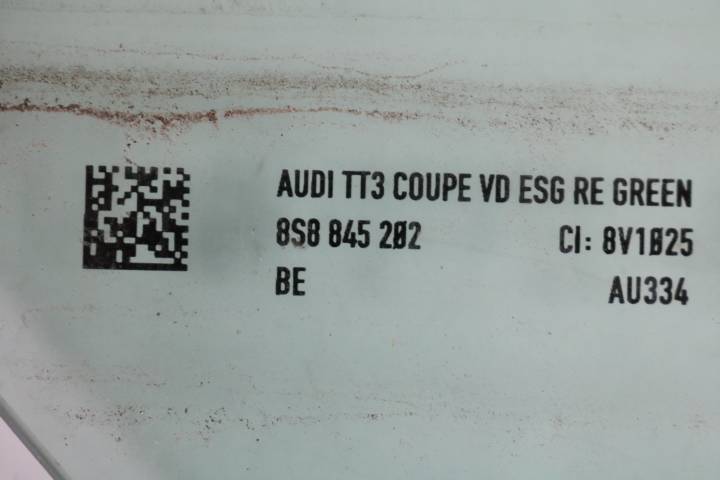 AUDI TT3 COUPE VD ESG RE GREEN
8S8 845 202 CI: 8V1025
BE AU334